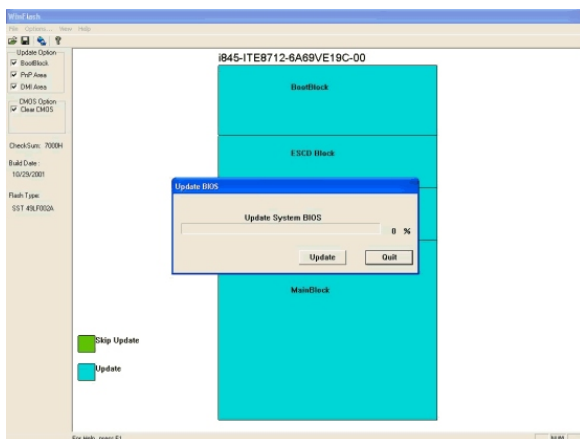 WinFlash
File Options... New Help
Update Option
BootBlock
PnP Area
DMI Area
CMOS Option
Clear CMOS
CheckSum: 7000H
Build Date:
10/29/2001
Flash Type:
SST 49LF002A
i845-ITE8712-6A69VE19C-00
BootBlock
ESCD Block
Update BIOS
Update System BIOS
0 %
Update
Quit
MainBlock
Skip Update
Update
For Help, press F1
NUM